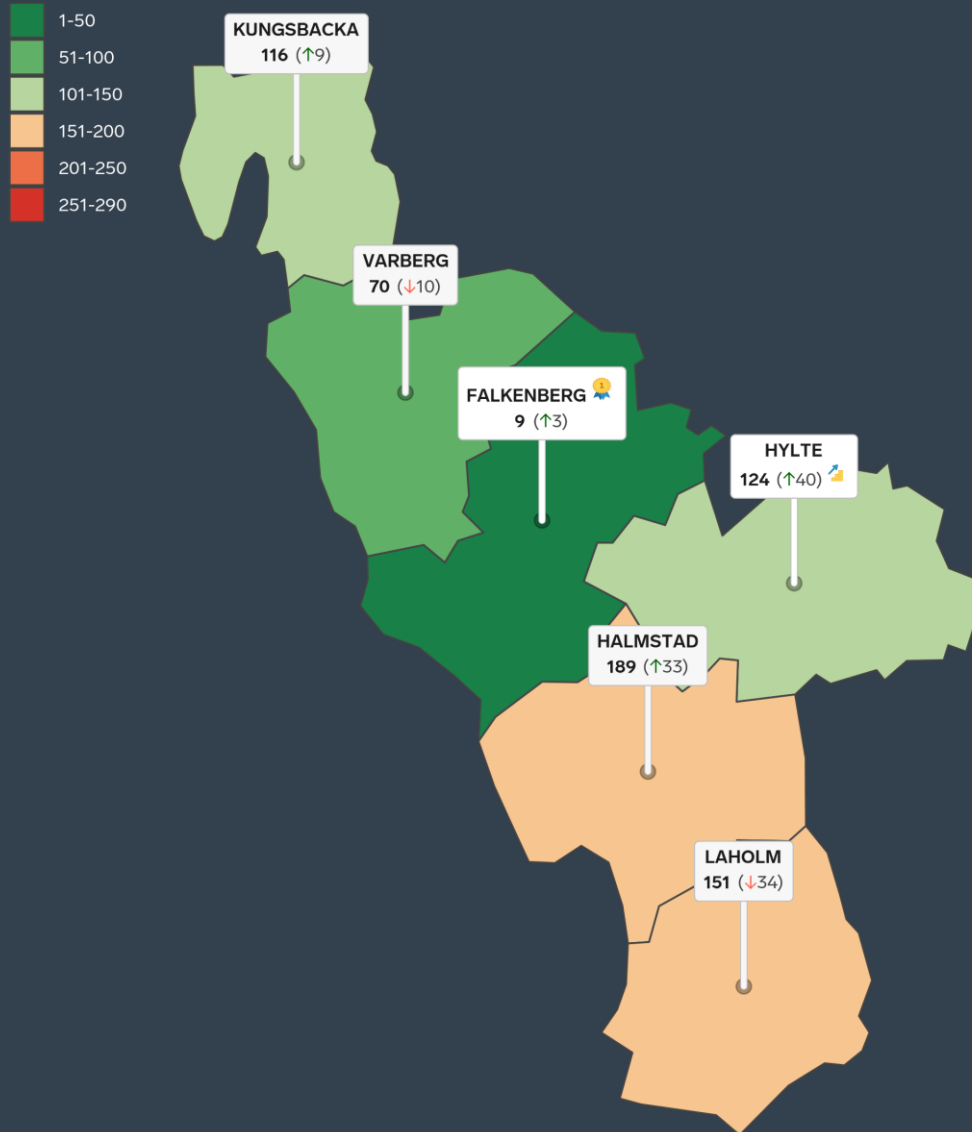 1-50
51-100
101-150
151-200
201-250
251-290
KUNGSBACKA
116 (↑9)
VARBERG
70 (↓10)
FALKENBERG
1
9 (↑3)
HYLTE
124 (↑40)
HALMSTAD
189 (↑33)
LAHOLM
151 (↓34)